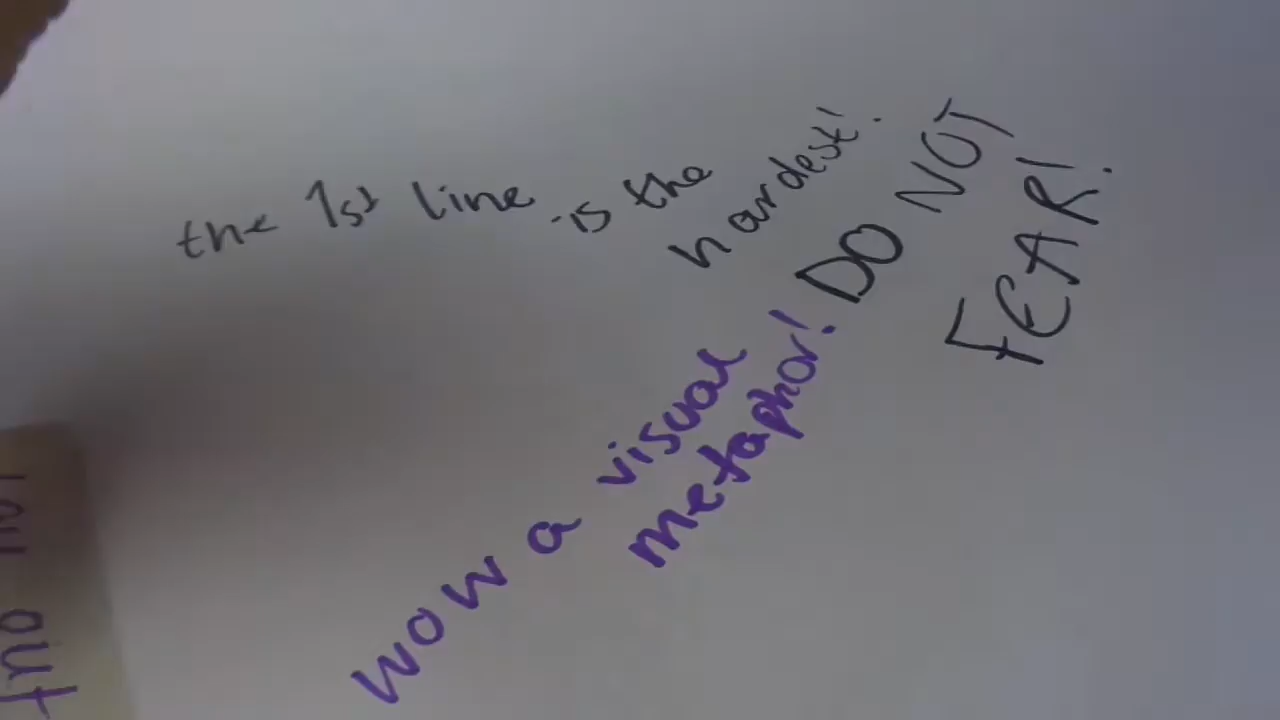 the 1st line is the
hardest!
DO NOT
FEAR!
wow a visual
metaphor!